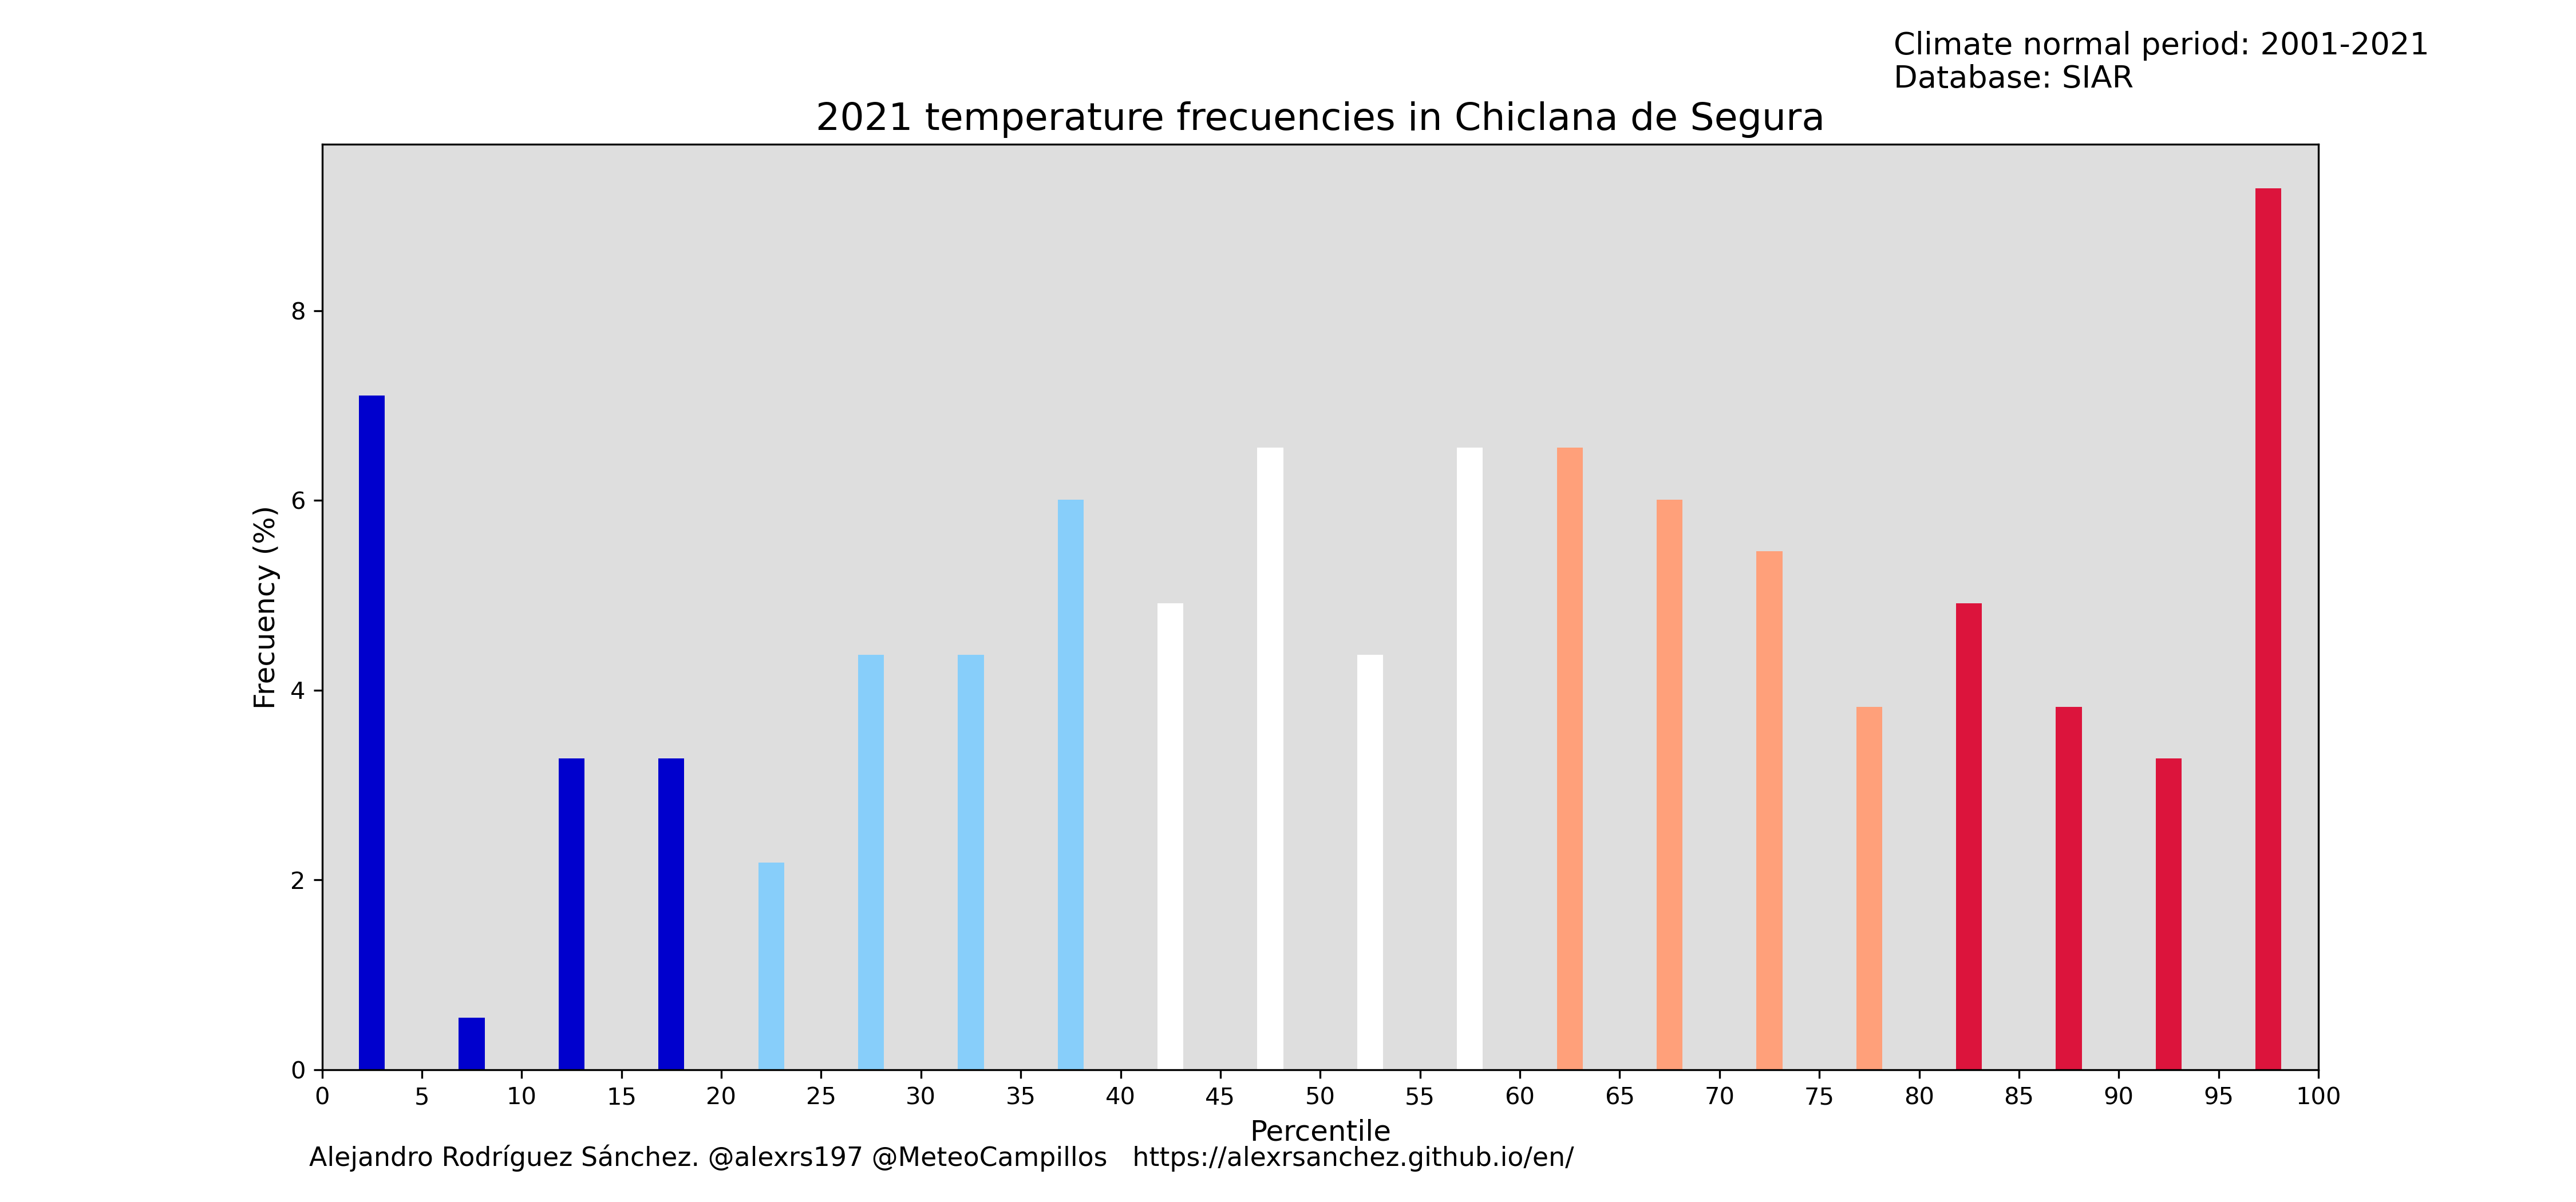 Climate normal period: 2001-2021
Database: SIAR
2021 temperature frecuencies in Chiclana de Segura
Frecuency (%)
8
6
4
2
0
0 5 10 15 20 25 30 35 40 45 50 55 60 65 70 75 80 85 90 95 100
Percentile
Alejandro Rodríguez Sánchez. @alexrs197 @MeteoCampillos https://alexrsanchez.github.io/en/